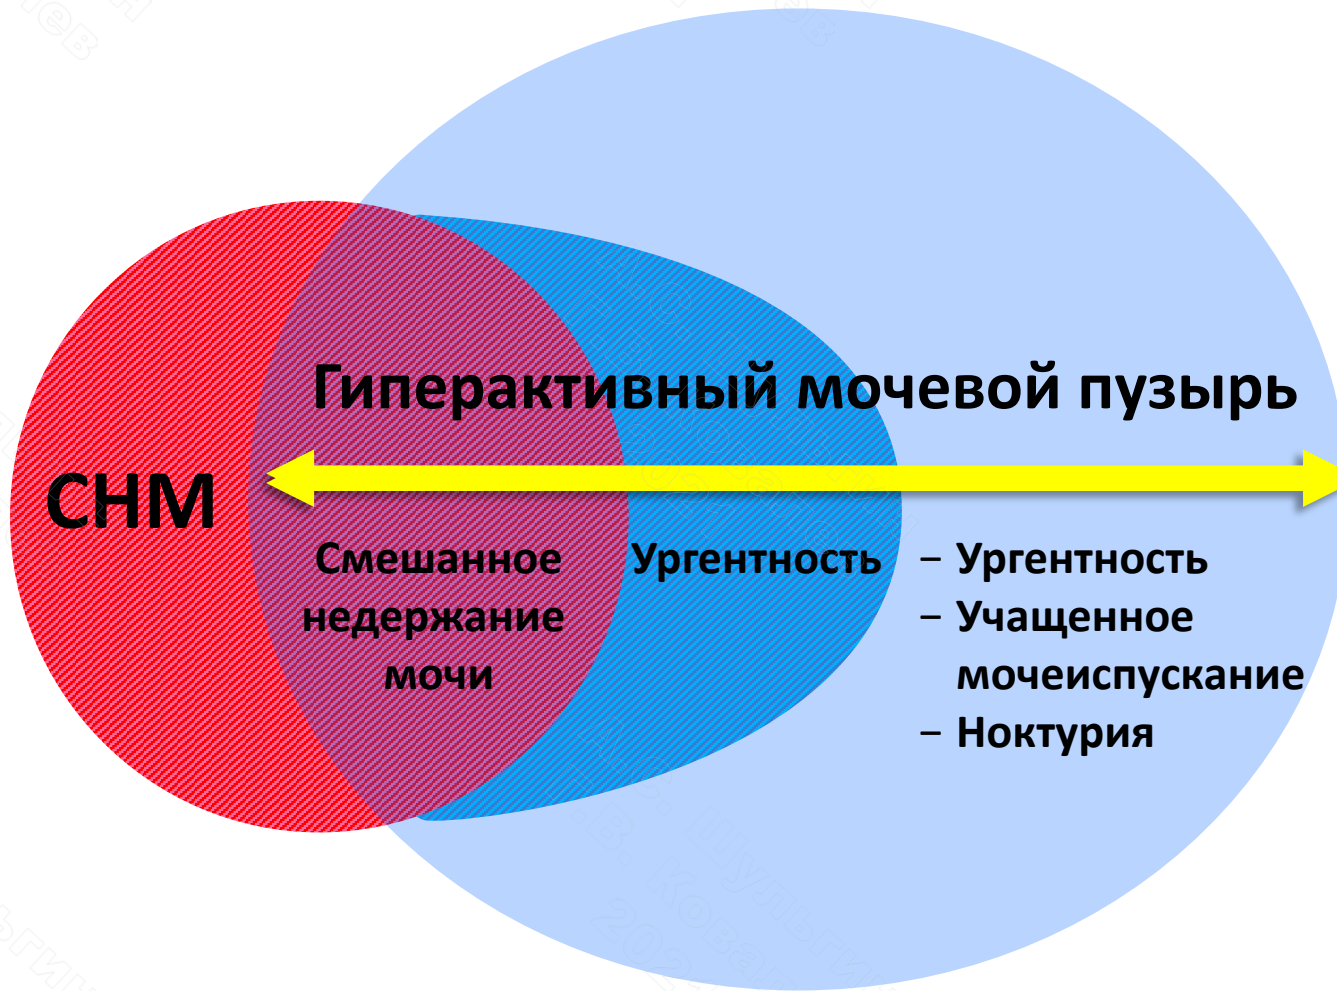 Гиперактивный мочевой пузырь
СНМ
Смешанное
недержание
мочи
Ургентность
– Ургентность
– Учащенное
мочеиспускание
– Ноктурия